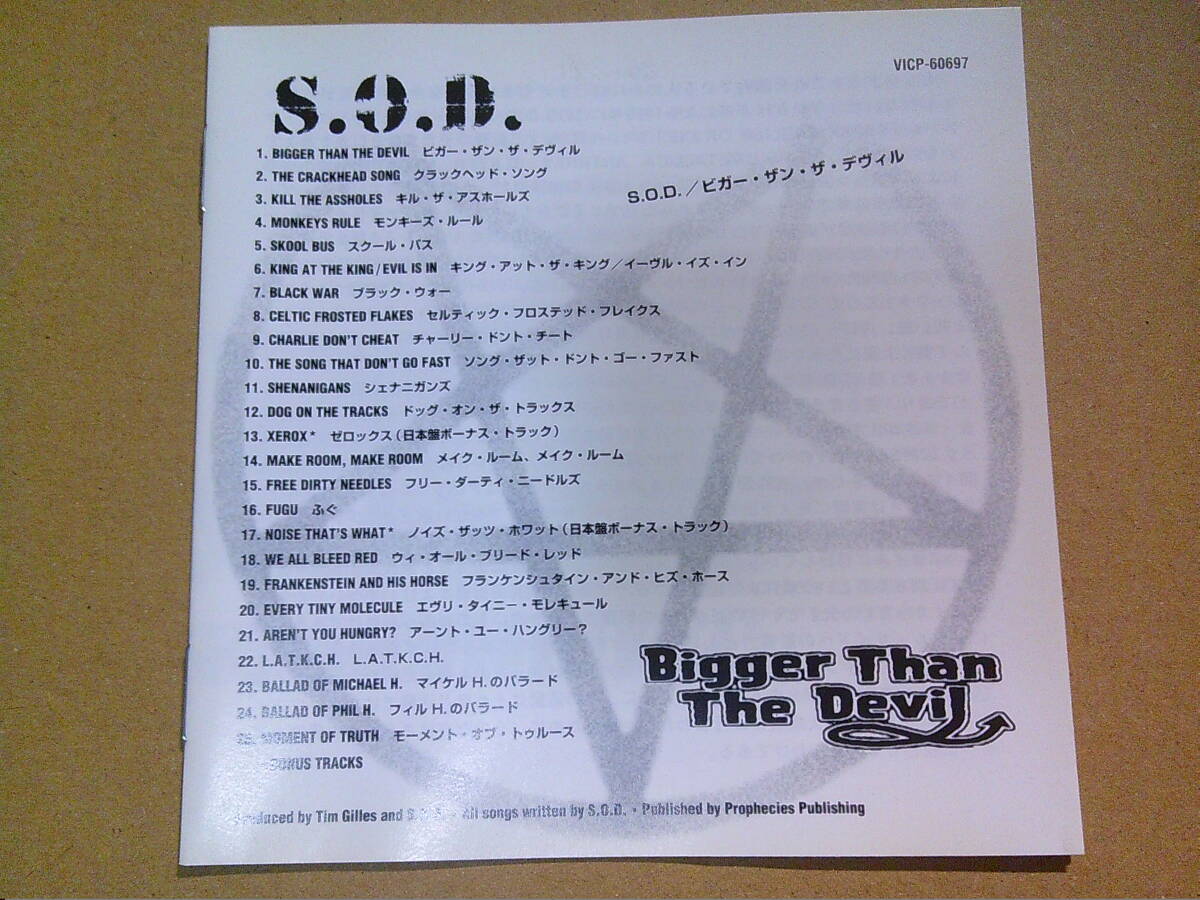 VICP-60697
S.O.D.
S.O.D.／ビガー・ザン・ザ・デヴィル
1. BIGGER THAN THE DEVIL ビガー・ザン・ザ・デヴィル
2. THE CRACKHEAD SONG クラックヘッド・ソング
3. KILL THE ASSHOLES キル・ザ・アスホールズ
4. MONKEYS RULE モンキーズ・ルール
5. SKOOL BUS スクール・バス
6. KING AT THE KING/EVIL IS IN キング・アット・ザ・キング／イーヴル・イズ・イン
7. BLACK WAR ブラック・ウォー
8. CELTIC FROSTED FLAKES セルティック・フロステッド・フレイクス
9. CHARLIE DON'T CHEAT チャーリー・ドント・チート
10. THE SONG THAT DON'T GO FAST ソング・ザット・ドント・ゴー・ファスト
11. SHENANIGANS シェナニガンズ
12. DOG ON THE TRACKS ドッグ・オン・ザ・トラックス
13. XEROX* ゼロックス（日本盤ボーナス・トラック）
14. MAKE ROOM, MAKE ROOM メイク・ルーム、メイク・ルーム
15. FREE DIRTY NEEDLES フリー・ダーティ・ニードルズ
16. FUGU ふぐ
17. NOISE THAT'S WHAT* ノイズ・ザッツ・ホワット（日本盤ボーナス・トラック）
18. WE ALL BLEED RED ウィ・オール・ブリード・レッド
19. FRANKENSTEIN AND HIS HORSE フランケンシュタイン・アンド・ヒズ・ホース
20. EVERY TINY MOLECULE エヴリ・タイニー・モレキュール
21. AREN'T YOU HUNGRY? アーント・ユー・ハングリー？
22. L.A.T.K.C.H. L.A.T.K.C.H.
23. BALLAD OF MICHAEL H. マイケル H.のバラード
24. BALLAD OF PHIL H. フィル H.のバラード
25. MOMENT OF TRUTH モーメント・オブ・トゥルース
BONUS TRACKS
Bigger Than
The Devil
Produced by Tim Gilles and S.O.D. • All songs written by S.O.D. • Published by Prophecies Publishing